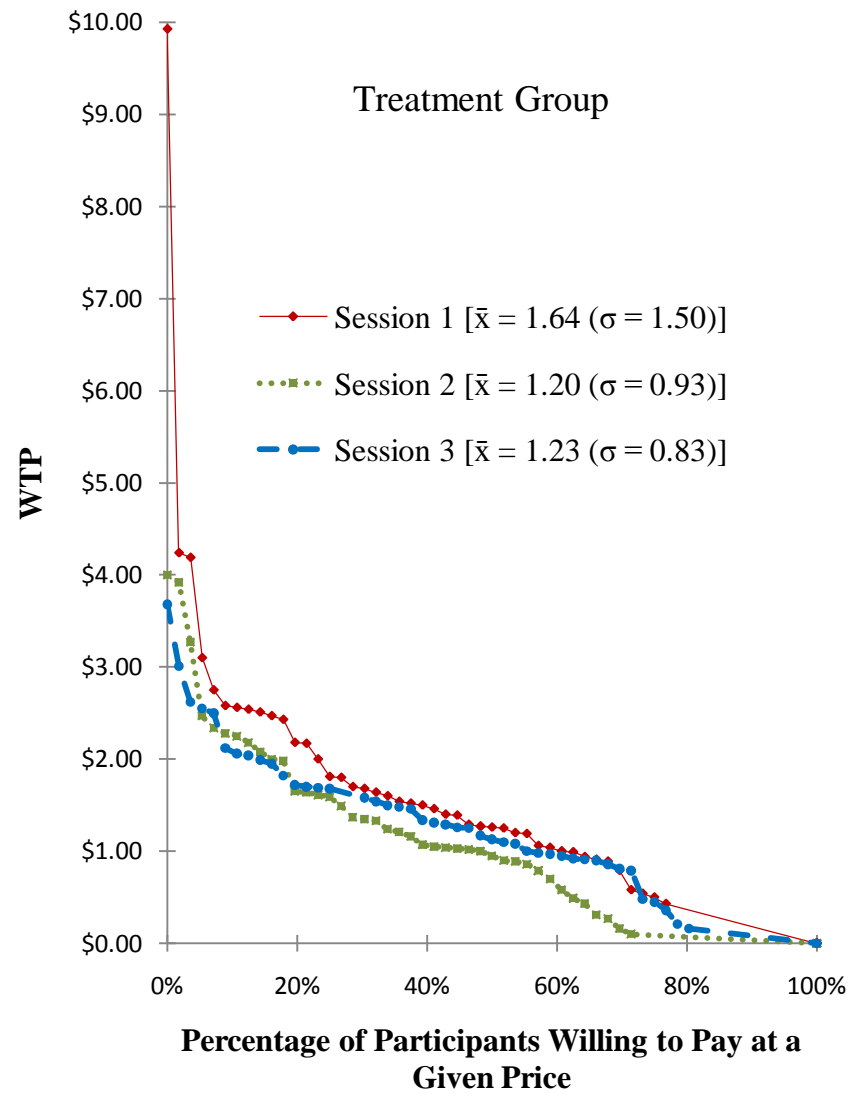 $10.00
Treatment Group
$9.00
$8.00
$7.00
Session 1 [x̄ = 1.64 (σ = 1.50)]
$6.00
Session 2 [x̄ = 1.20 (σ = 0.93)]
Session 3 [x̄ = 1.23 (σ = 0.83)]
$5.00
WTP
$4.00
$3.00
$2.00
$1.00
$0.00
0% 20% 40% 60% 80% 100%
Percentage of Participants Willing to Pay at a
Given Price